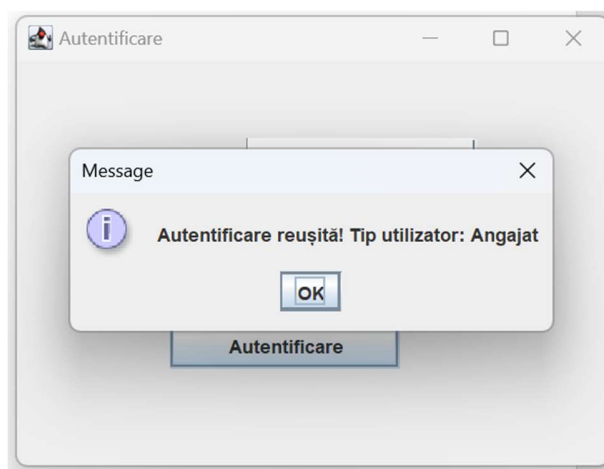 Autentificare
Message
Autentificare reușită! Tip utilizator: Angajat
OK
Autentificare